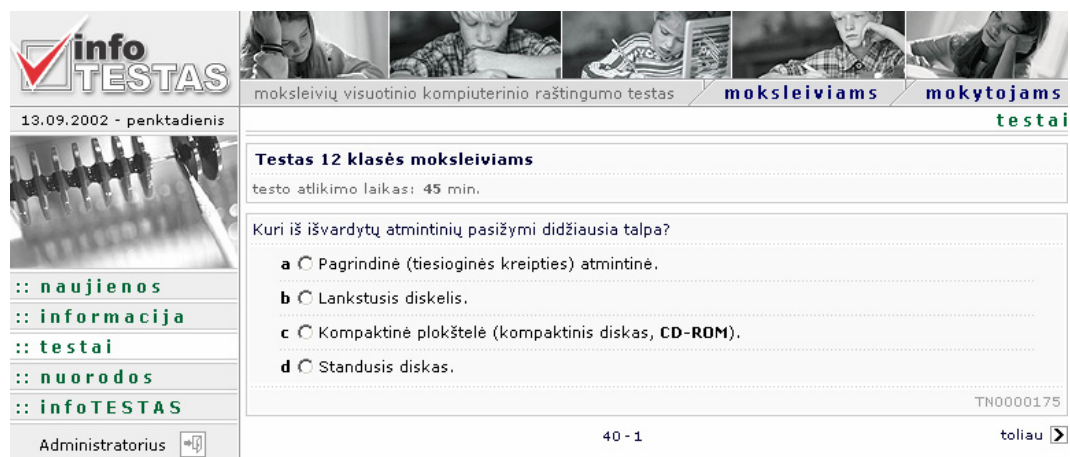 info
TESTAS
moksleivių visuotinio kompiuterinio raštingumo testas
moksleiviams
mokytojams
13.09.2002 - penktadienis
testai
Testas 12 klasės moksleiviams
testo atlikimo laikas: 45 min.
Kuri iš išvardytų atmintinių pasižymi didžiausia talpa?
a Pagrindinė (tiesioginės kreipties) atmintinė.
b Lankstusis diskelis.
c Kompaktinė plokštelė (kompaktinis diskas, CD-ROM).
d Standusis diskas.
TN0000175
:: naujienos
:: informacija
:: testai
:: nuorodos
:: infoTESTAS
Administratorius
40 - 1
toliau